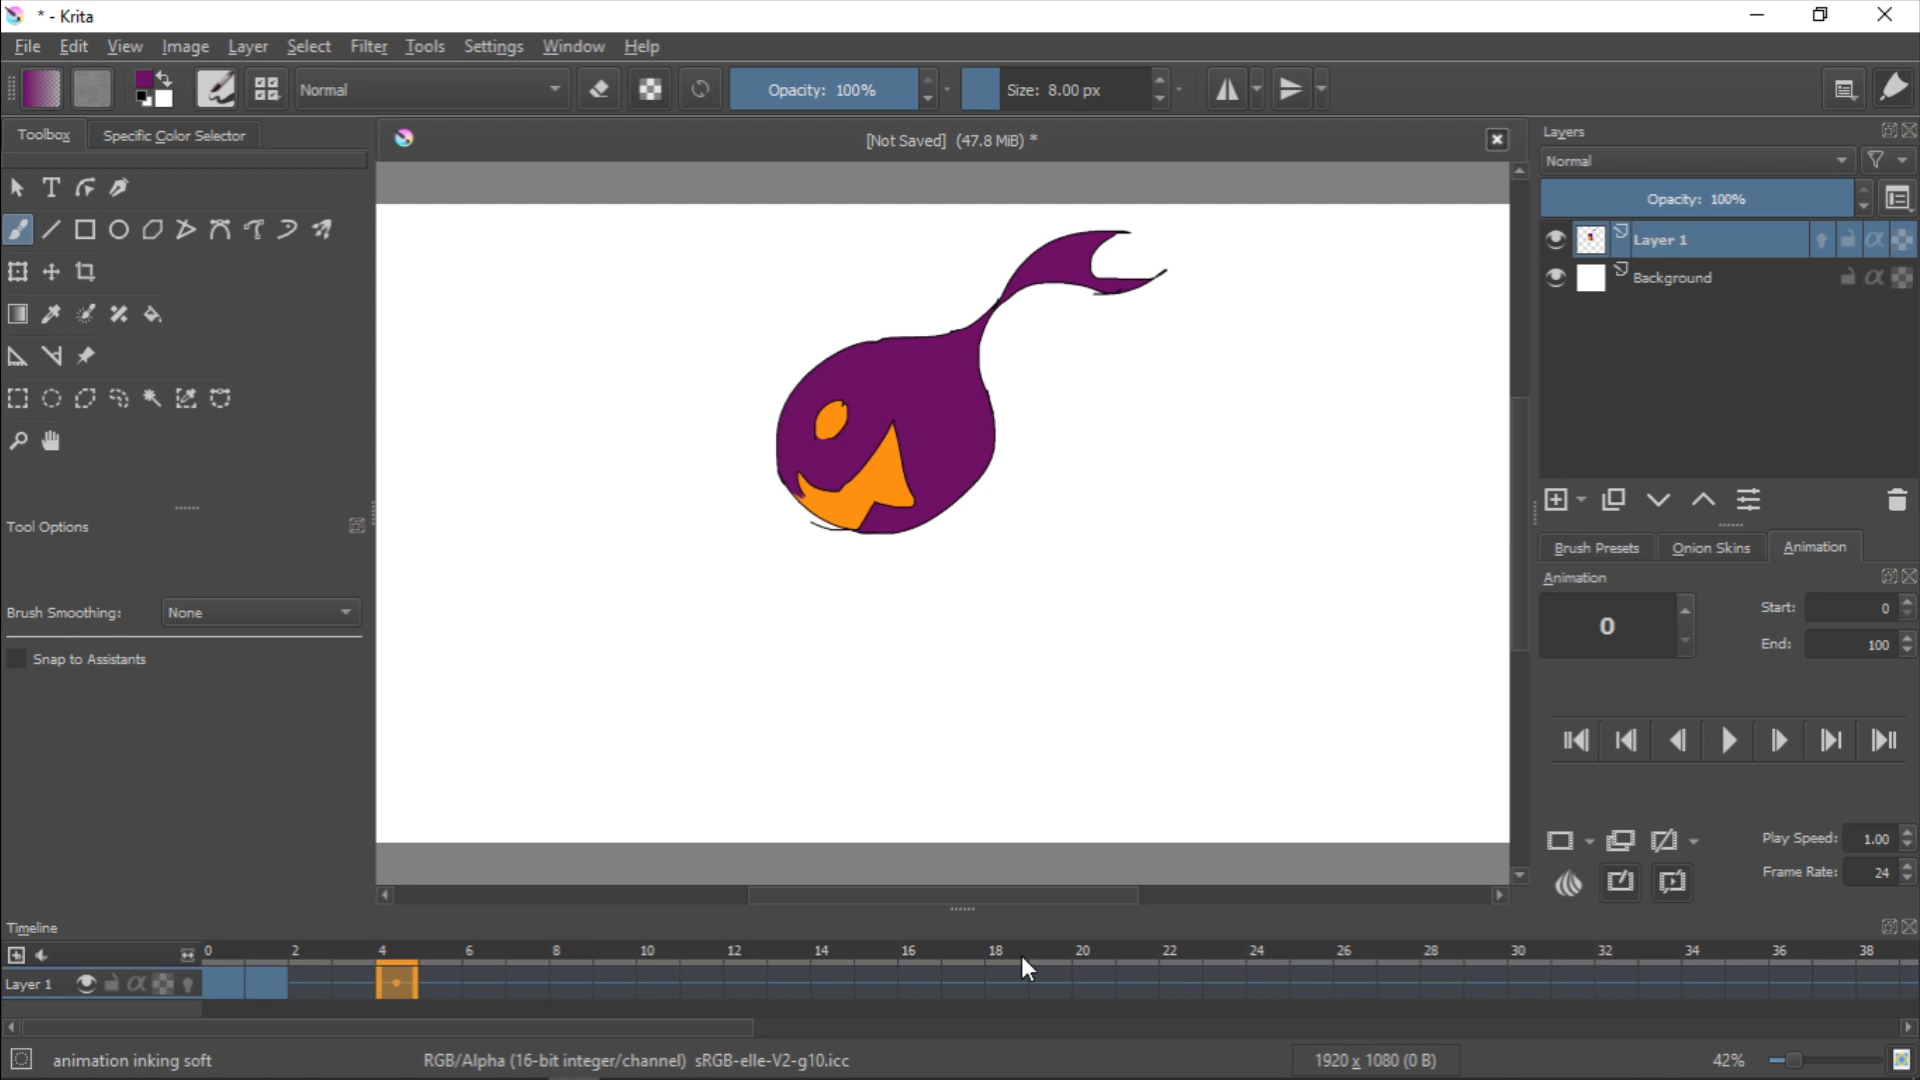 * - Krita
File Edit View Image Layer Select Filter Tools Settings Window Help
Normal Opacity: 100% Size: 8.00 px
Toolbox Specific Color Selector
[Not Saved] (47.8 MiB) *
Layers
Normal
Opacity: 100%
Layer 1
Background
T
Tool Options
Brush Smoothing: None
Snap to Assistants
Brush Presets Onion Skins Animation
Animation
0
Start: 0
End: 100
Play Speed: 1.00
Frame Rate: 24
Timeline
0 2 4 6 8 10 12 14 16 18 20 22 24 26 28 30 32 34 36 38
Layer 1
animation inking soft RGB/Alpha (16-bit integer/channel) sRGB-elle-V2-g10.icc 1920 x 1080 (0 B) 42%